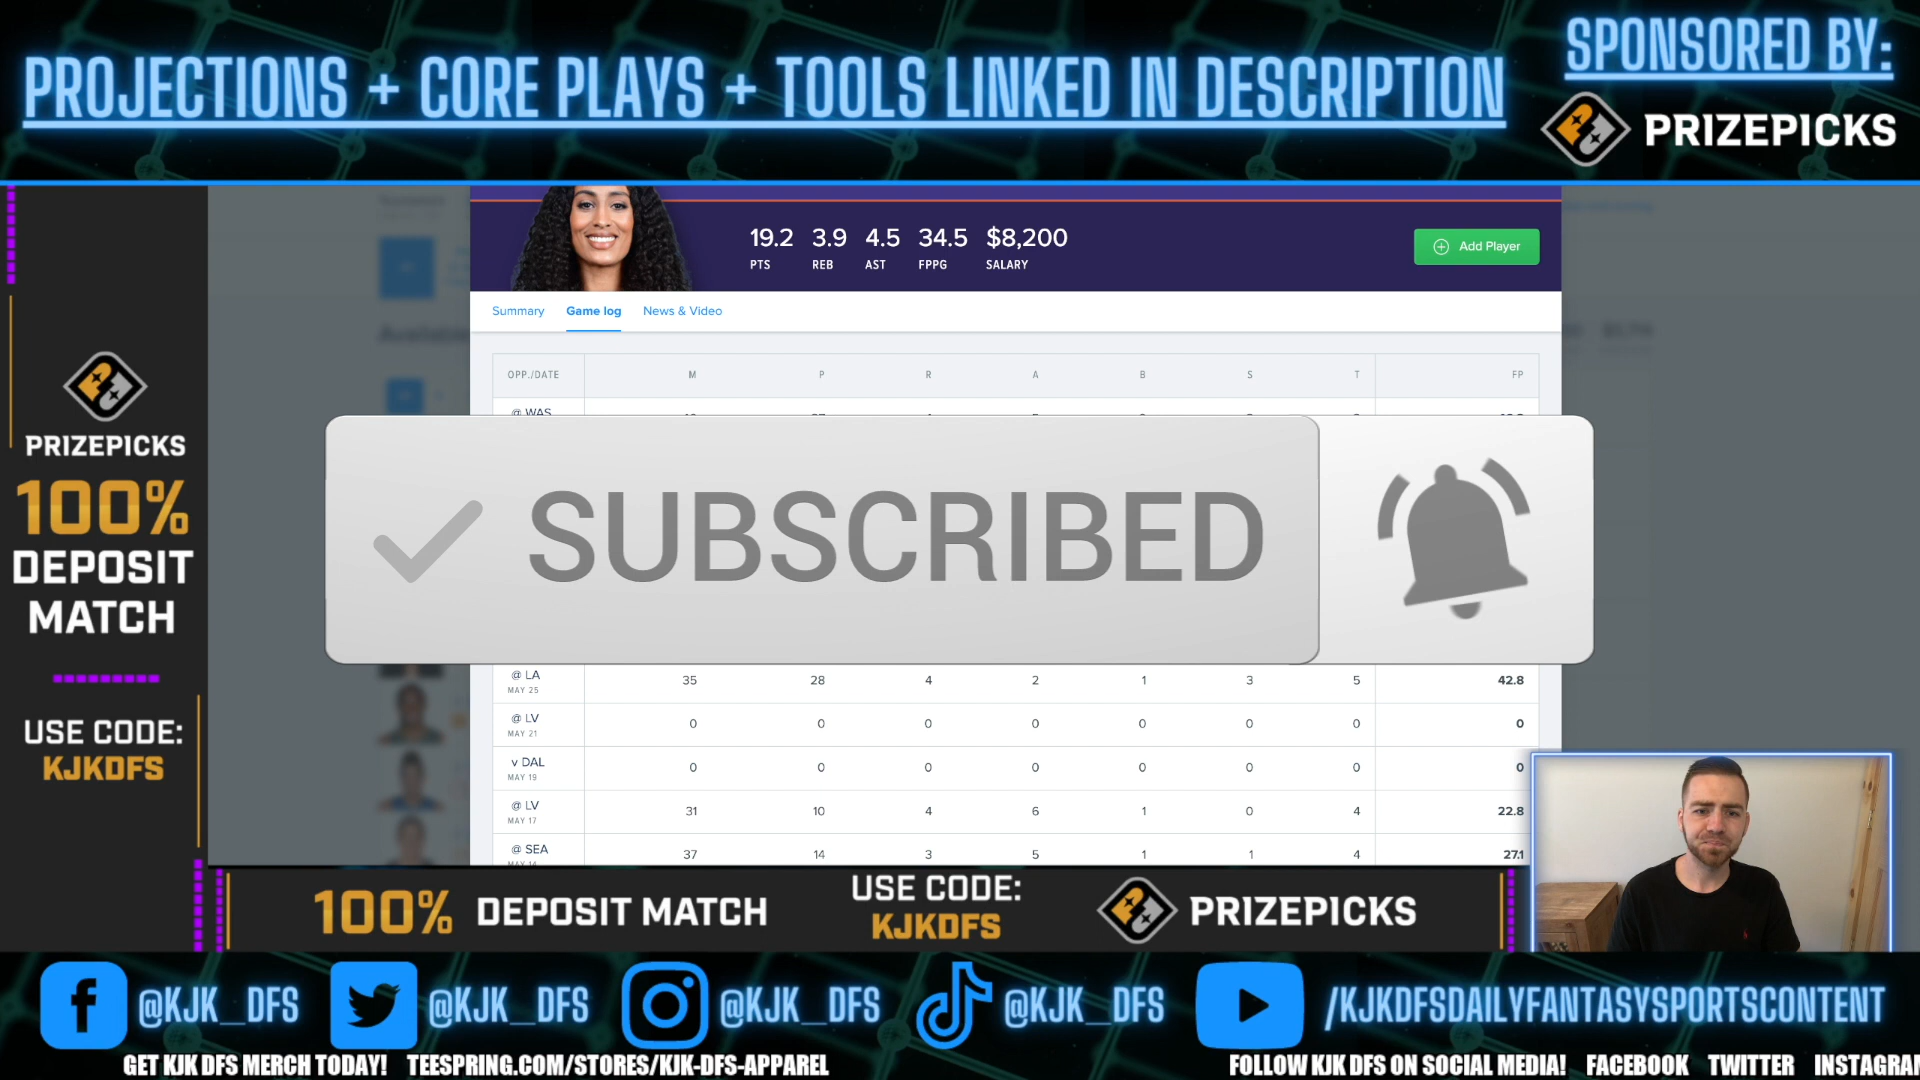 PROJECTIONS + CORE PLAYS + TOOLS LINKED IN DESCRIPTION
SPONSORED BY:
PRIZEPICKS
19.2 3.9 4.5 34.5 $8,200
PTS REB AST FPPG SALARY
Add Player
Summary Game log News & Video
OPP./DATE M P R A B S T FP
@ WAS
SUBSCRIBED
@ LA 35 28 4 2 1 3 5 42.8
MAY 25
@ LV 0 0 0 0 0 0 0 0
MAY 21
v DAL 0 0 0 0 0 0 0 0
MAY 19
@ LV 31 10 4 6 1 0 4 22.8
MAY 17
@ SEA 37 14 3 5 1 1 4 27.1
MAY 14
PRIZEPICKS
100%
DEPOSIT
MATCH
USE CODE:
KJKDFS
100% DEPOSIT MATCH
USE CODE:
KJKDFS
PRIZEPICKS
@KJK_DFS @KJK_DFS @KJK_DFS @KJK_DFS /KJKDFSDAILYFANTASYSPORTSCONTENT
GET KJK DFS MERCH TODAY! TEESPRING.COM/STORES/KJK-DFS-APPAREL FOLLOW KJK DFS ON SOCIAL MEDIA! FACEBOOK TWITTER INSTAGRA